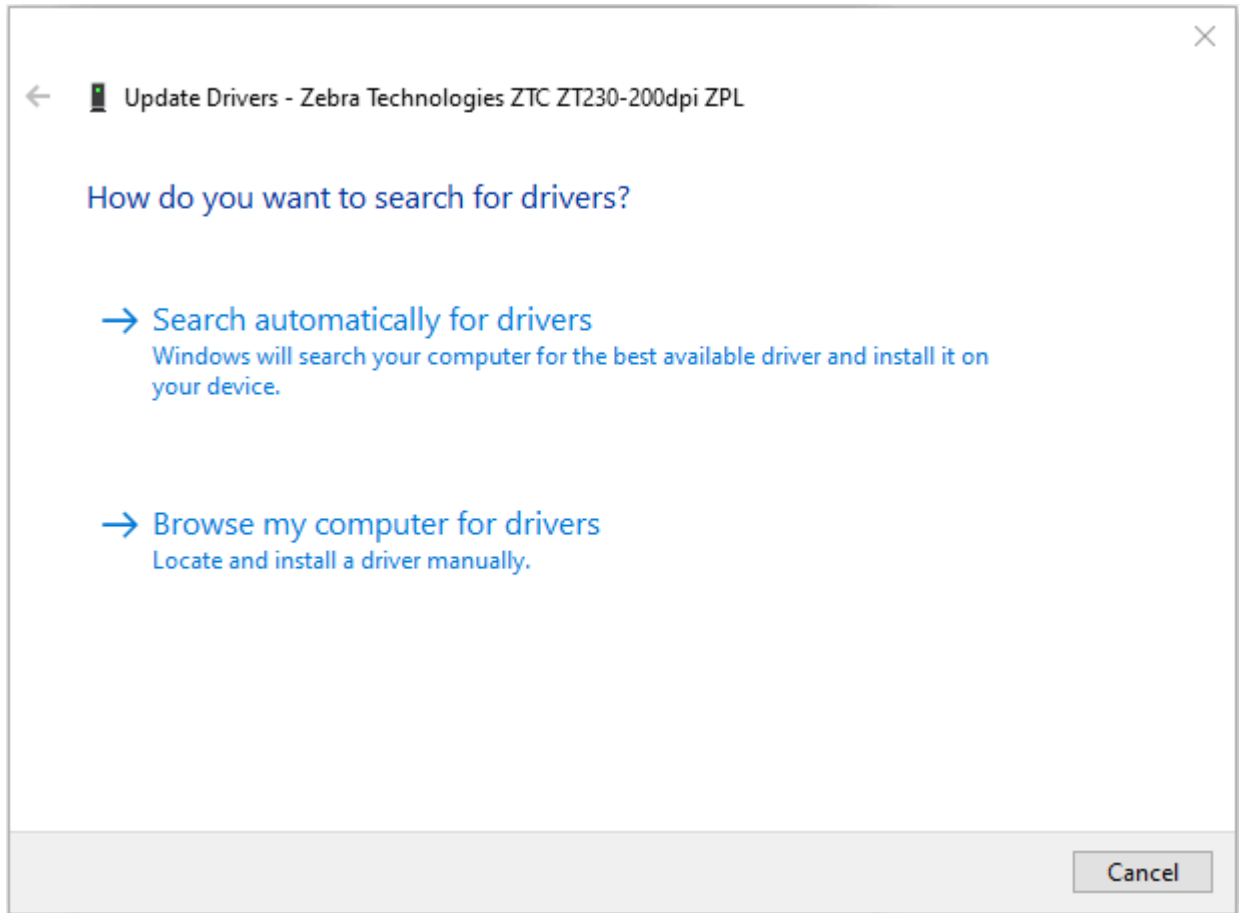 Update Drivers - Zebra Technologies ZTC ZT230-200dpi ZPL
How do you want to search for drivers?
Search automatically for drivers
Windows will search your computer for the best available driver and install it on
your device.
Browse my computer for drivers
Locate and install a driver manually.
Cancel